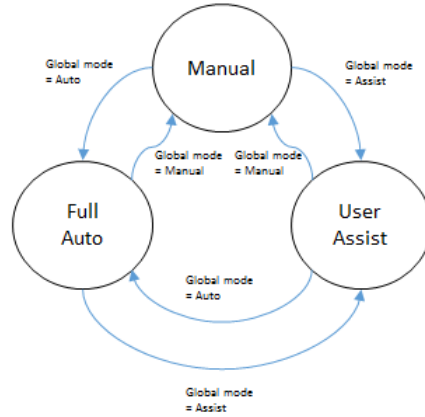 Manual
Global mode
= Auto
Global mode
= Assist
Global mode
= Manual
Global mode
= Manual
Full
Auto
User
Assist
Global mode
= Auto
Global mode
= Assist